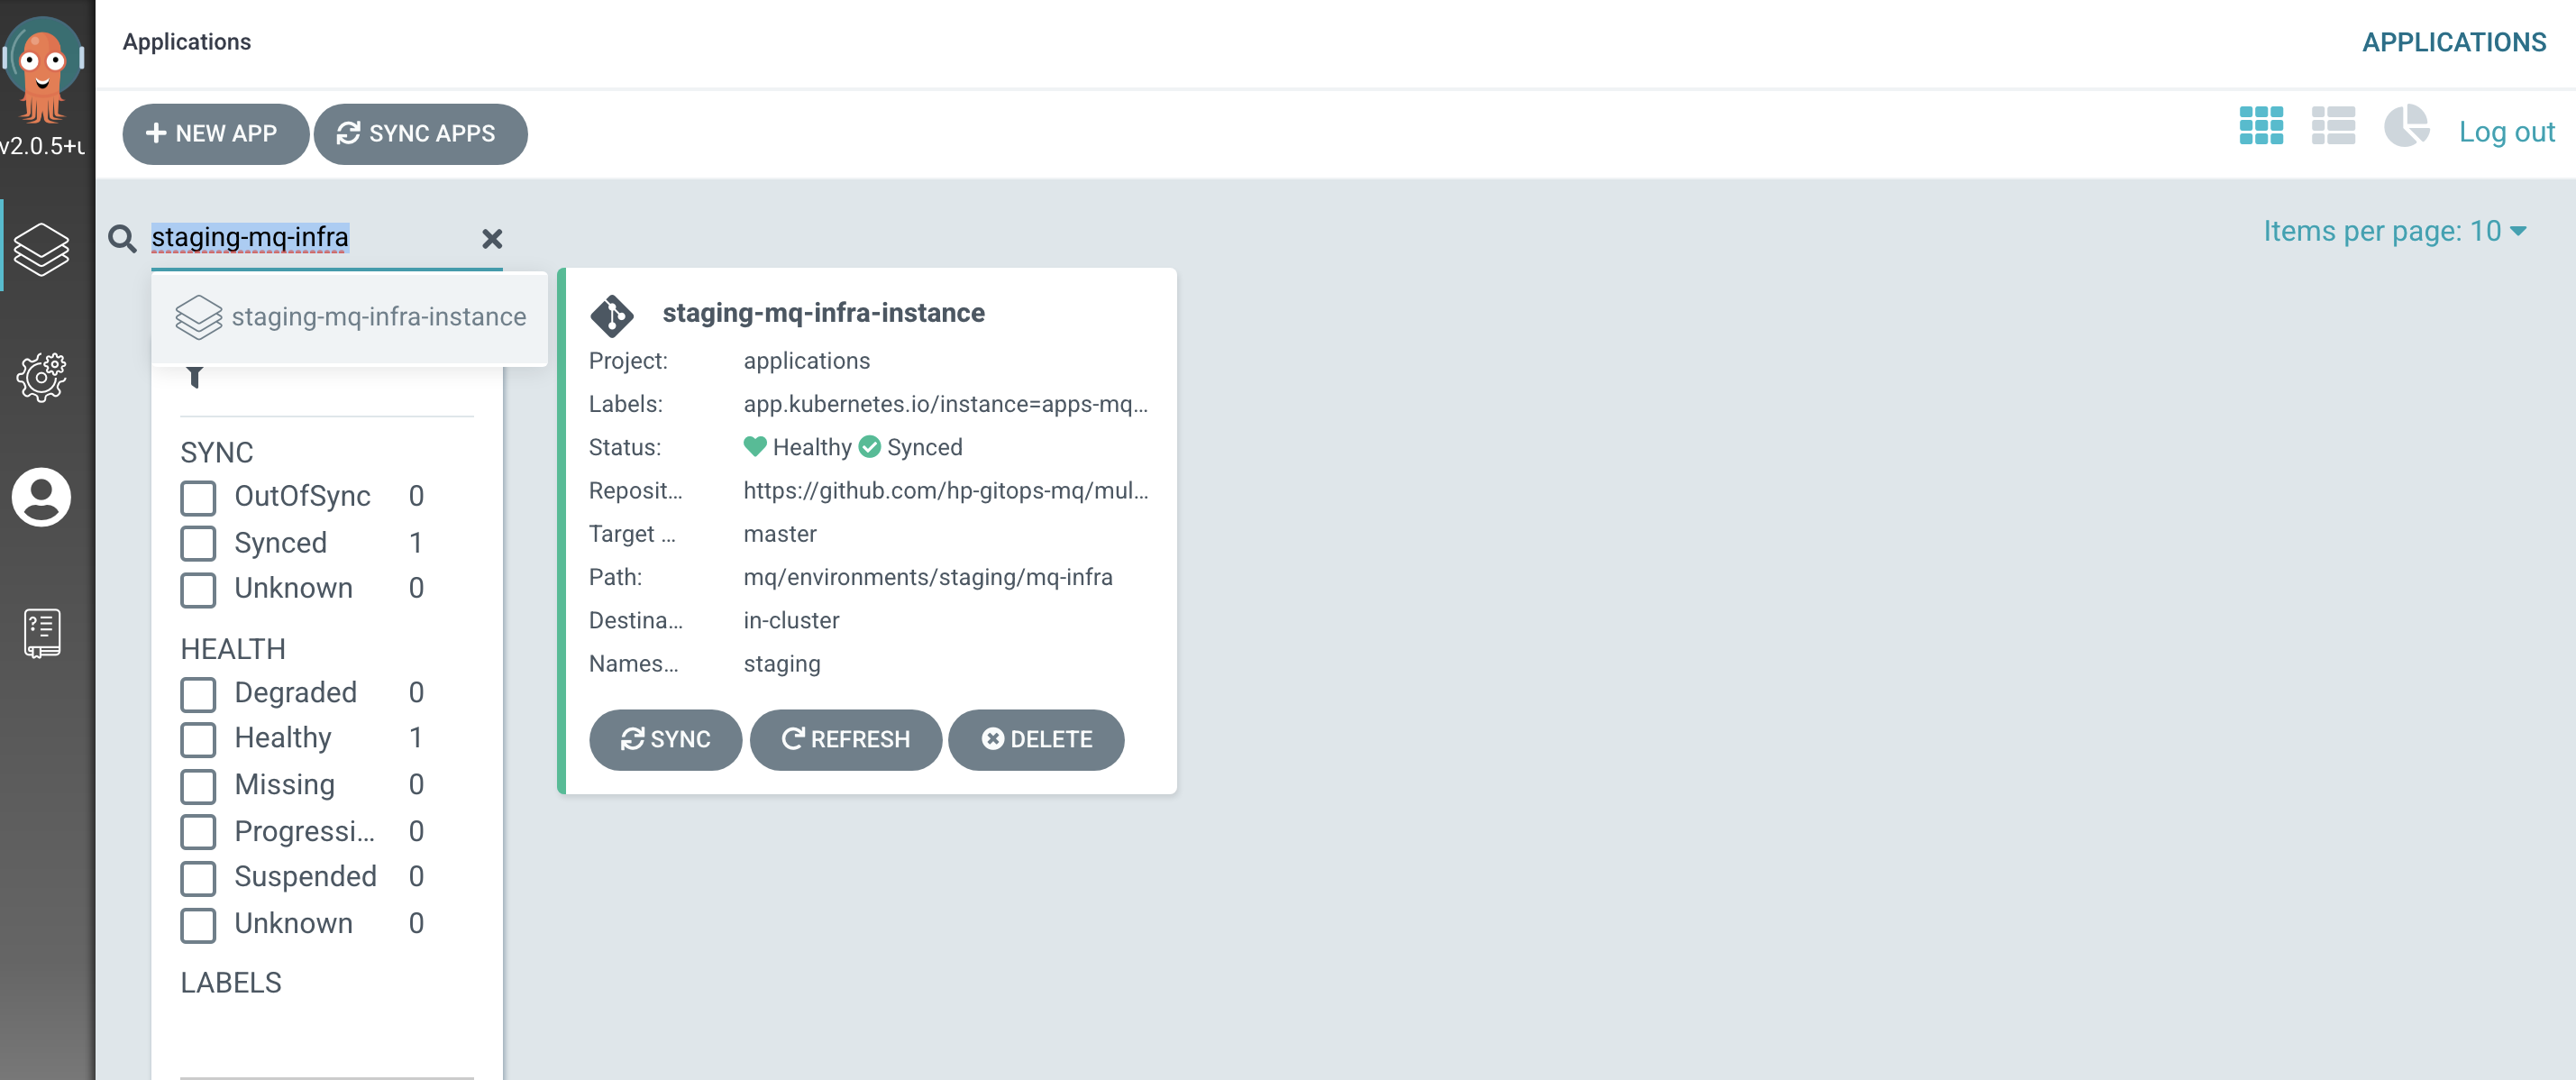 Applications
APPLICATIONS
NEW APP
SYNC APPS
Log out
v2.0.5+u
staging-mq-infra
Items per page: 10
staging-mq-infra-instance
SYNC
OutOfSync 0
Synced 1
Unknown 0
HEALTH
Degraded 0
Healthy 1
Missing 0
Progressi... 0
Suspended 0
Unknown 0
LABELS
staging-mq-infra-instance
Project: applications
Labels: app.kubernetes.io/instance=apps-mq...
Status: Healthy Synced
Reposit... https://github.com/hp-gitops-mq/mul...
Target ... master
Path: mq/environments/staging/mq-infra
Destina... in-cluster
Names... staging
SYNC
REFRESH
DELETE